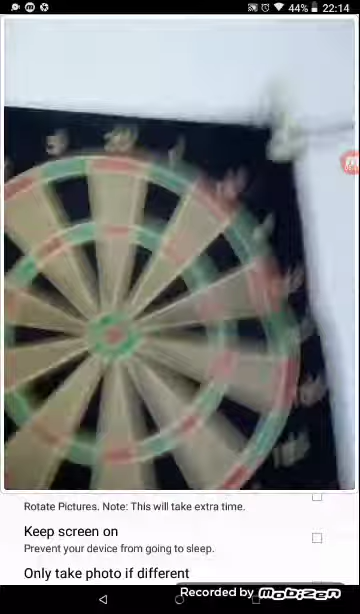 44% 22:14
Rotate Pictures. Note: This will take extra time.
Keep screen on
Prevent your device from going to sleep.
Only take photo if different
Recorded by MOBIZEN